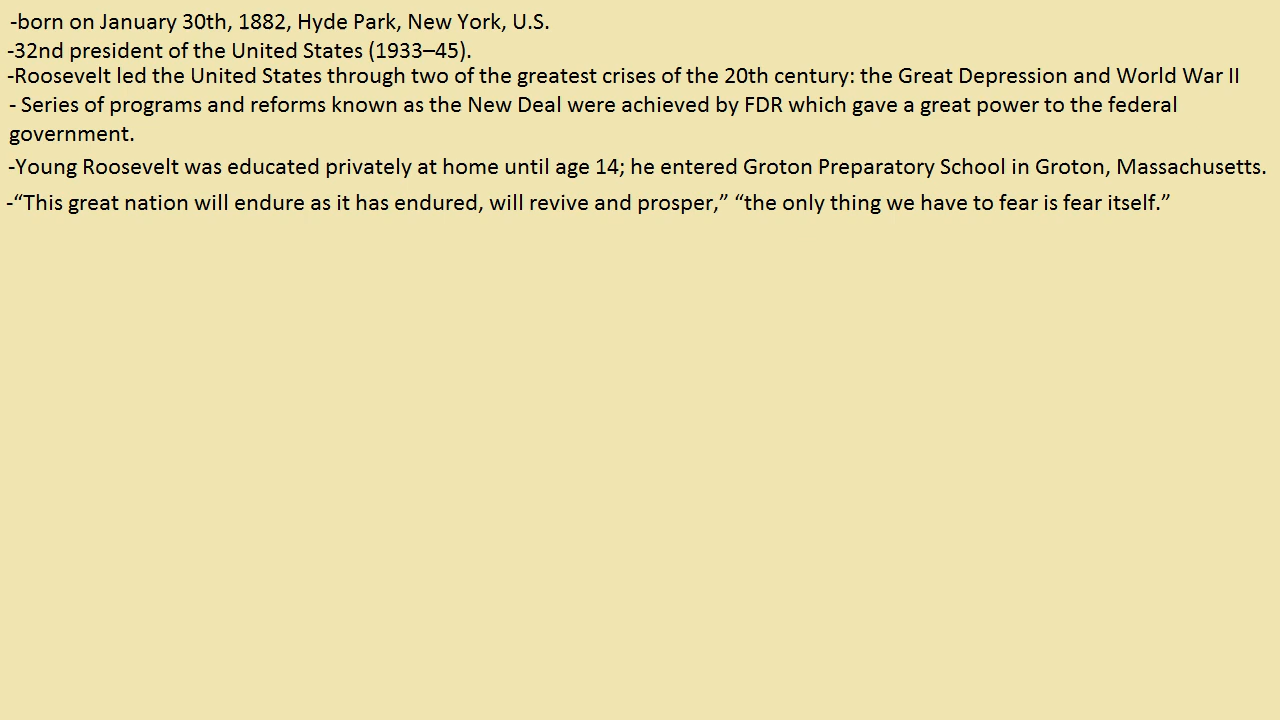 -born on January 30th, 1882, Hyde Park, New York, U.S.
-32nd president of the United States (1933–45).
-Roosevelt led the United States through two of the greatest crises of the 20th century: the Great Depression and World War II
- Series of programs and reforms known as the New Deal were achieved by FDR which gave a great power to the federal
government.
-Young Roosevelt was educated privately at home until age 14; he entered Groton Preparatory School in Groton, Massachusetts.
-“This great nation will endure as it has endured, will revive and prosper,” “the only thing we have to fear is fear itself.”